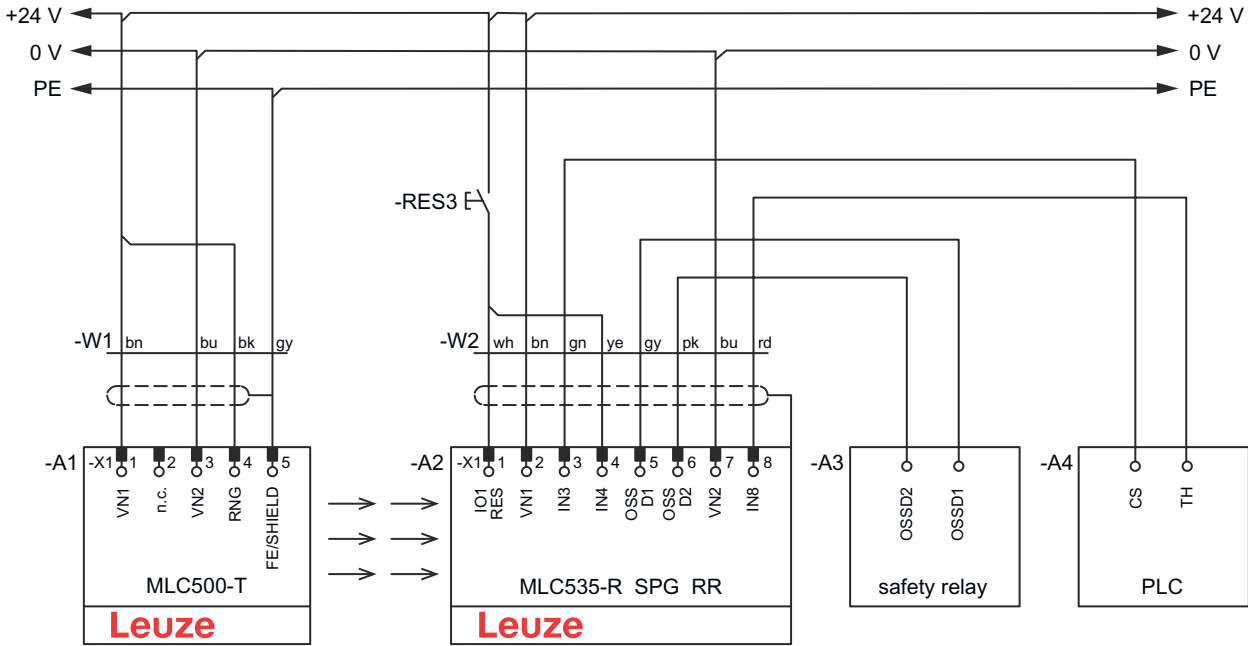 +24 V
+24 V
0 V
0 V
PE
PE
-RES3
-W1 bn bu bk gy
-W2 wh bn gn ye gy pk bu rd
-A1 -X1 1 2 3 4 5
VN1 n.c. VN2 RNG FE/SHIELD
MLC500-T
Leuze
-A2 -X1 1 2 3 4 5 6 7 8
IO1
RES
VN1
IN3
IN4
OSS
D1
OSS
D2
VN2
IN8
MLC535-R SPG RR
Leuze
-A3
OSSD2
OSSD1
safety relay
-A4
CS
TH
PLC